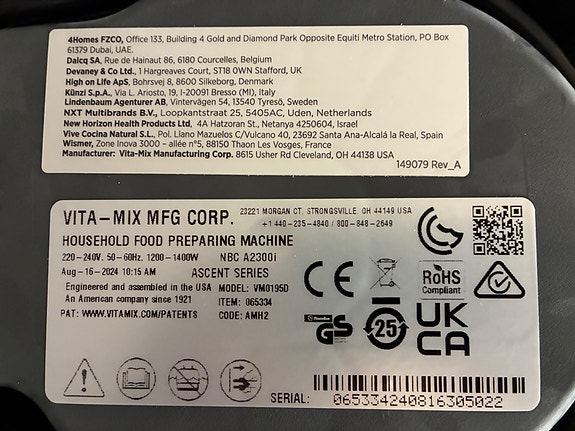 4Homes FZCO, Office 133, Building 4 Gold and Diamond Park Opposite Equiti Metro Station, PO Box
61379 Dubai, UAE.
Dalcq SA, Rue de Hainaut 86, 6180 Courcelles, Belgium
Devaney & Co Ltd., 1 Hargreaves Court, ST18 0WN Stafford, UK
High on Life ApS, Bohrsvej 8, 8600 Silkeborg, Denmark
Künzi S.p.A., Via L. Ariosto, 19, I-20091 Bresso (MI), Italy
Lindenbaum Agenturer AB, Vintervägen 54, 13540 Tyresö, Sweden
NXT Multibrands B.V., Loopkantstraat 25, 5405AC, Uden, Netherlands
New Horizon Health Products Ltd, 4A Hatzoran St., Netanya 4250604, Israel
Vive Cocina Natural S.L., Pol. Llano Mazuelos C/Vulcano 40, 23692 Santa Ana-Alcalá la Real, Spain
Wismer, Zone Inova 3000 – allée n°5, 88150 Thaon Les Vosges, France
Manufacturer: Vita-Mix Manufacturing Corp. 8615 Usher Rd Cleveland, OH 44138 USA
149079 Rev_A
VITA-MIX MFG CORP.
23221 MORGAN CT. STRONGSVILLE, OH 44149 USA
+1 440-235-4840 / 800-848-2649
HOUSEHOLD FOOD PREPARING MACHINE
220-240V. 50-60Hz. 1200-1400W NBC A2300i
Aug-16-2024 10:15 AM ASCENT SERIES
Engineered and assembled in the USA MODEL: VM0195D
An American company since 1921 ITEM: 065334
PAT: WWW.VITAMIX.COM/PATENTS CODE: AMH2
CE
RoHS
Compliant
GS
25
UK
CA
SERIAL: 065334240816305022